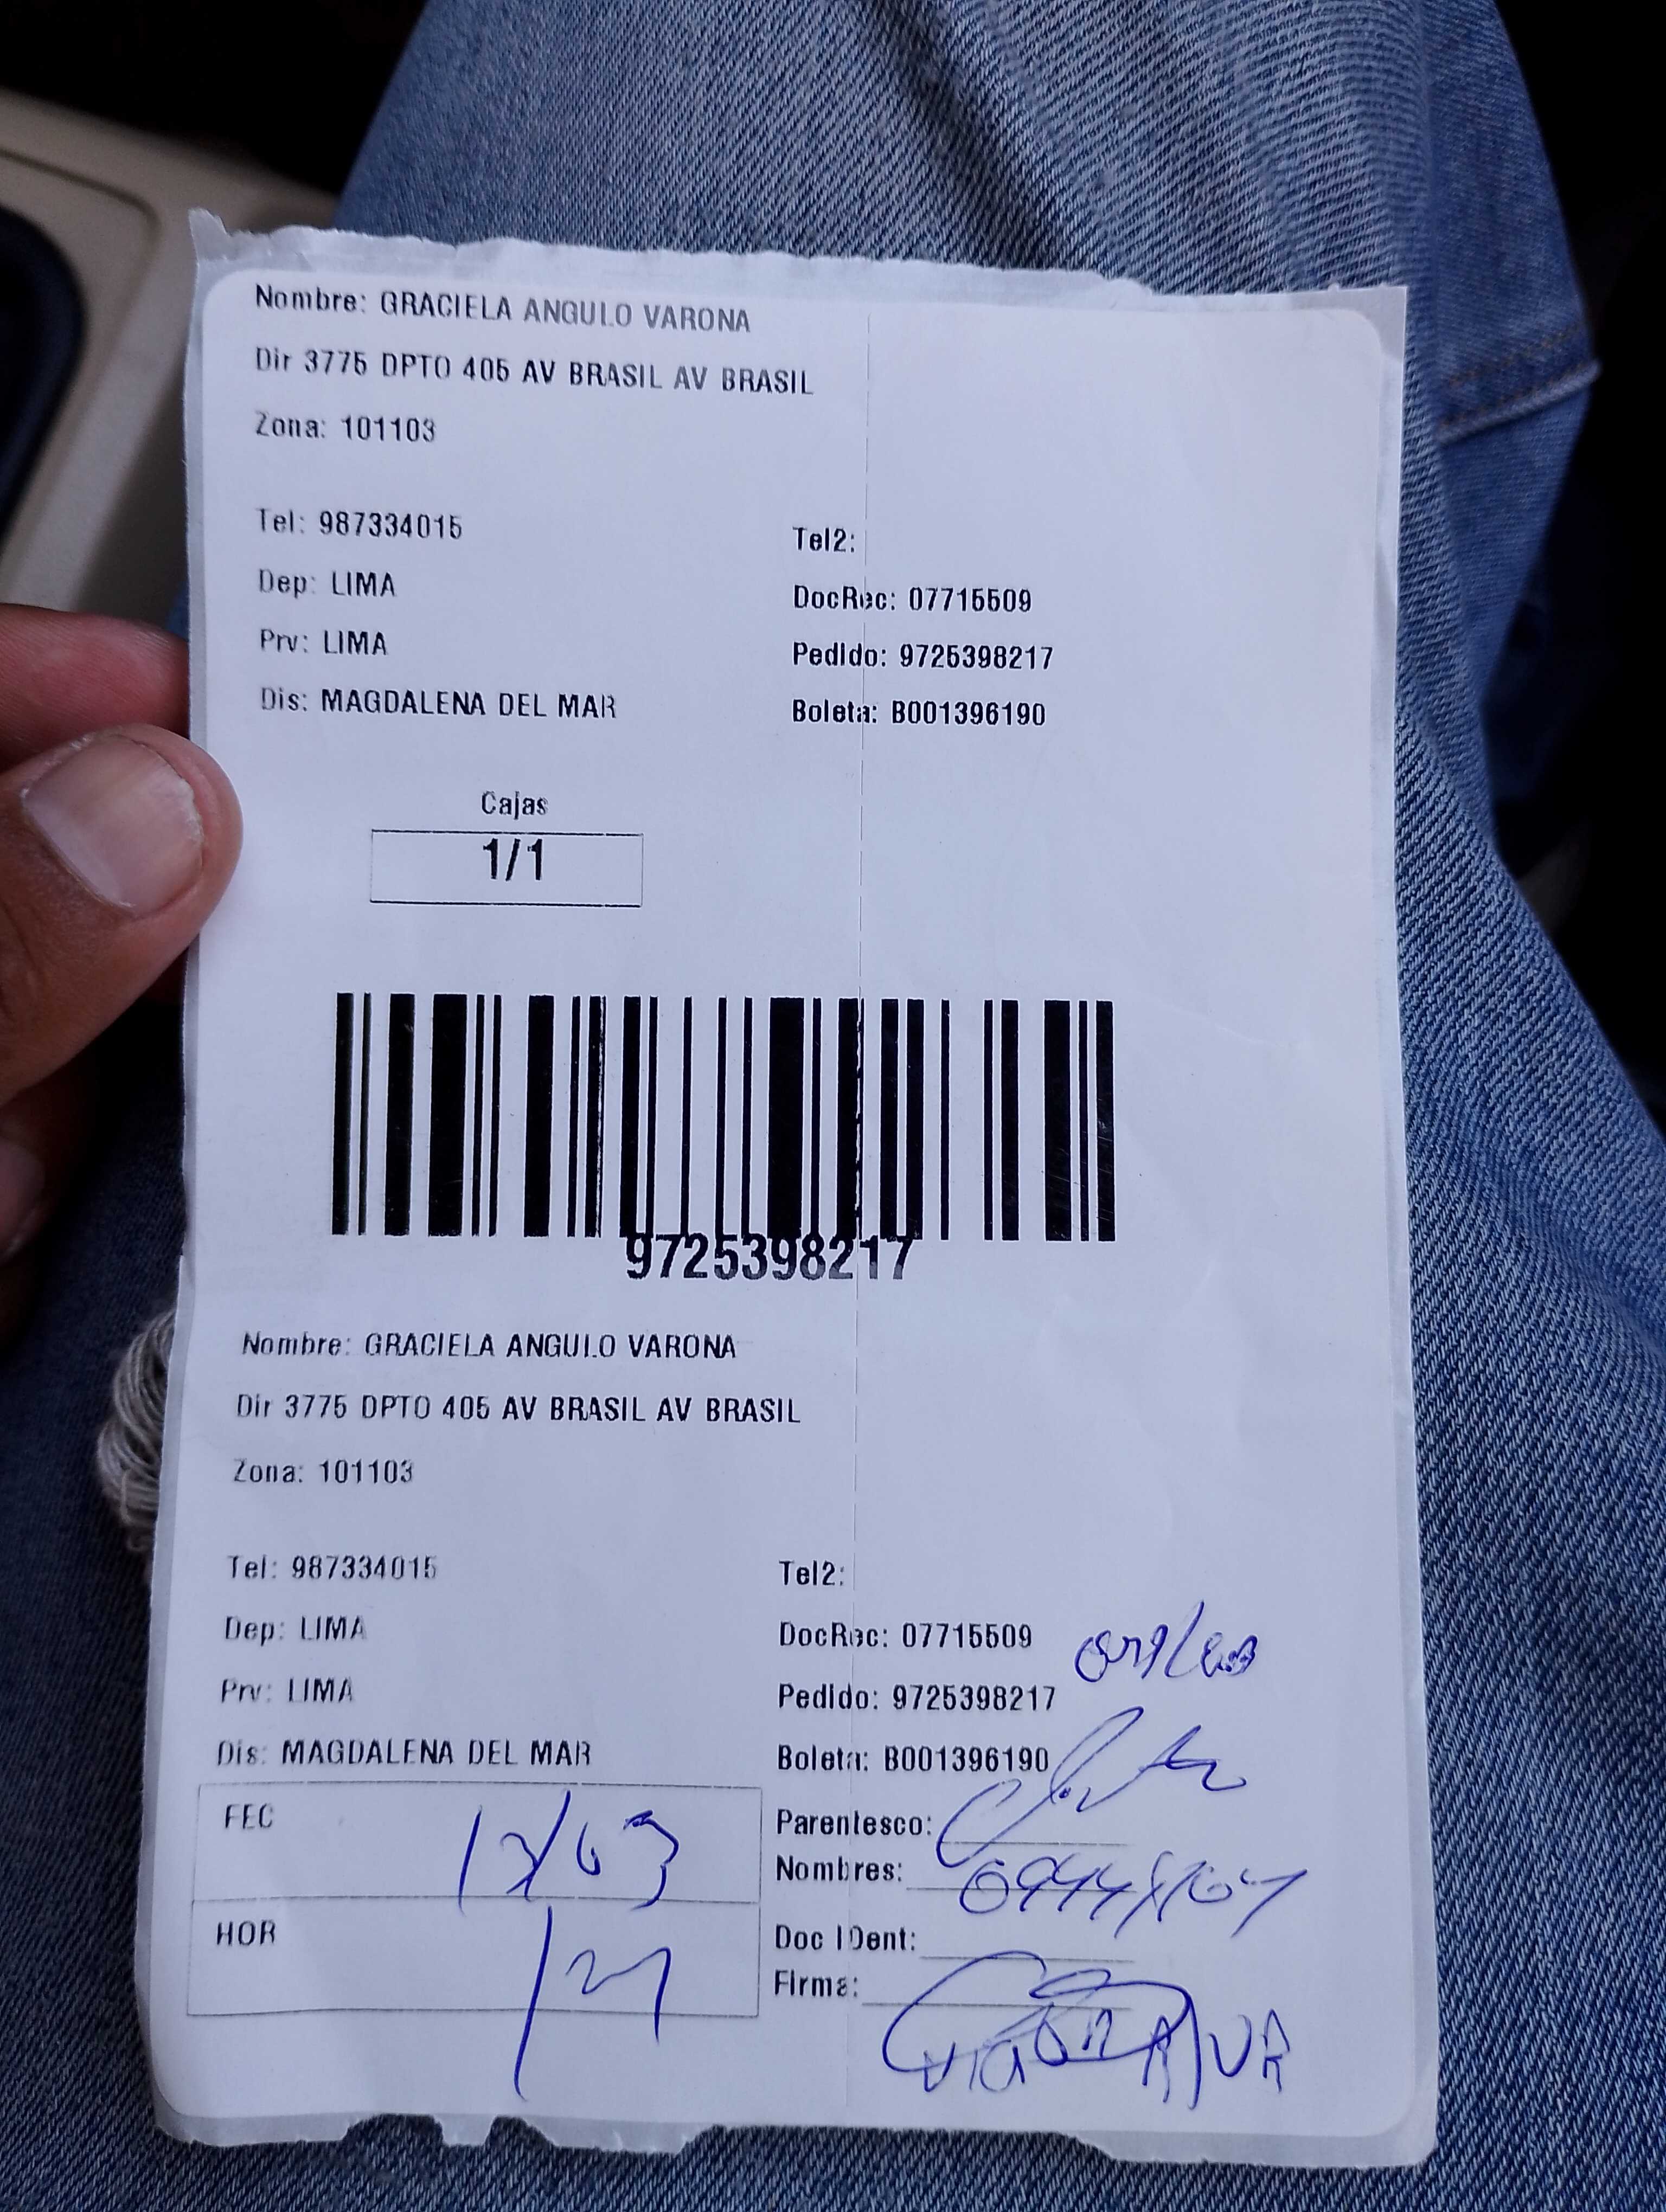 Nombre: GRACIELA ANGULO VARONA
Dir 3775 DPTO 405 AV BRASIL AV BRASIL
Zona: 101103
Tel: 987334015
Tel2:
Dep: LIMA
DocRec: 07715509
Prv: LIMA
Pedido: 9725398217
Dis: MAGDALENA DEL MAR
Boleta: B001396190
Cajas
1/1
9725398217
Nombre: GRACIELA ANGULO VARONA
Dir 3775 DPTO 405 AV BRASIL AV BRASIL
Zona: 101103
Tel: 987334015
Tel2:
Dep: LIMA
DocRec: 07715509
Prv: LIMA
Pedido: 9725398217
Dis: MAGDALENA DEL MAR
Boleta: B001396190
FEC
Parentesco:
Nombres:
HOR
Doc IDent:
Firma: